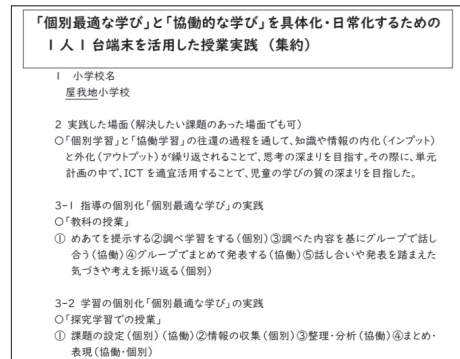 「個別最適な学び」と「協働的な学び」を具体化・日常化するための
１人１台端末を活用した授業実践 （集約）
１ 小学校名
屋我地小学校
２ 実践した場面（解決したい課題のあった場面でも可）
○「個別学習」と「協働学習」の往還の過程を通して、知識や情報の内化（インプット）
と外化（アウトプット）が繰り返されることで、思考の深まりを目指す。その際に、単元
計画の中で、ICTを適宜活用することで、児童の学びの質の深まりを目指した。
３-１ 指導の個別化「個別最適な学び」の実践
○「教科の授業」
① めあてを提示する②調べ学習をする（個別）③調べた内容を基にグループで話し
合う（協働）④グループでまとめて発表する（協働）⑤話し合いや発表を踏まえた
気づきや考えを振り返る（個別）
３-２ 学習の個別化「個別最適な学び」の実践
○「探究学習での授業」
① 課題の設定（個別）（協働）②情報の収集（個別）③整理・分析（協働）④まとめ・
表現（協働・個別）